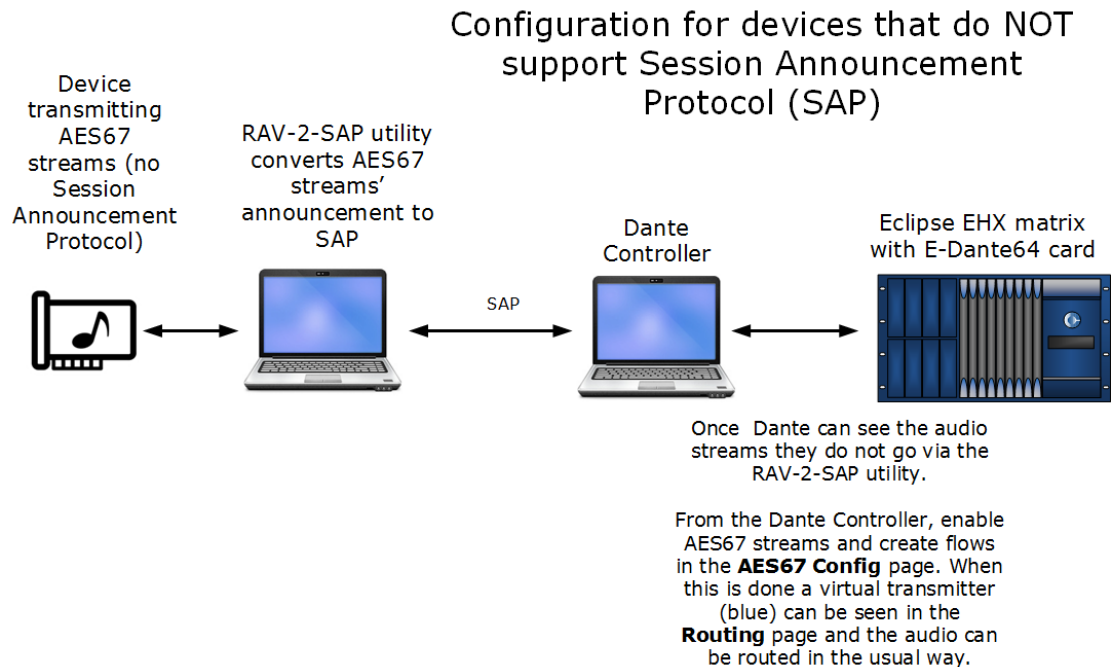 Configuration for devices that do NOT
support Session Announcement
Protocol (SAP)
Device
transmitting
AES67
streams (no
Session
Announcement
Protocol)
RAV-2-SAP utility
converts AES67
streams’
announcement to
SAP
SAP
Dante
Controller
Eclipse EHX matrix
with E-Dante64 card
Once  Dante can see the audio
streams they do not go via the
RAV-2-SAP utility.
From the Dante Controller, enable
AES67 streams and create flows
in the AES67 Config page. When
this is done a virtual transmitter
(blue) can be seen in the
Routing page and the audio can
be routed in the usual way.